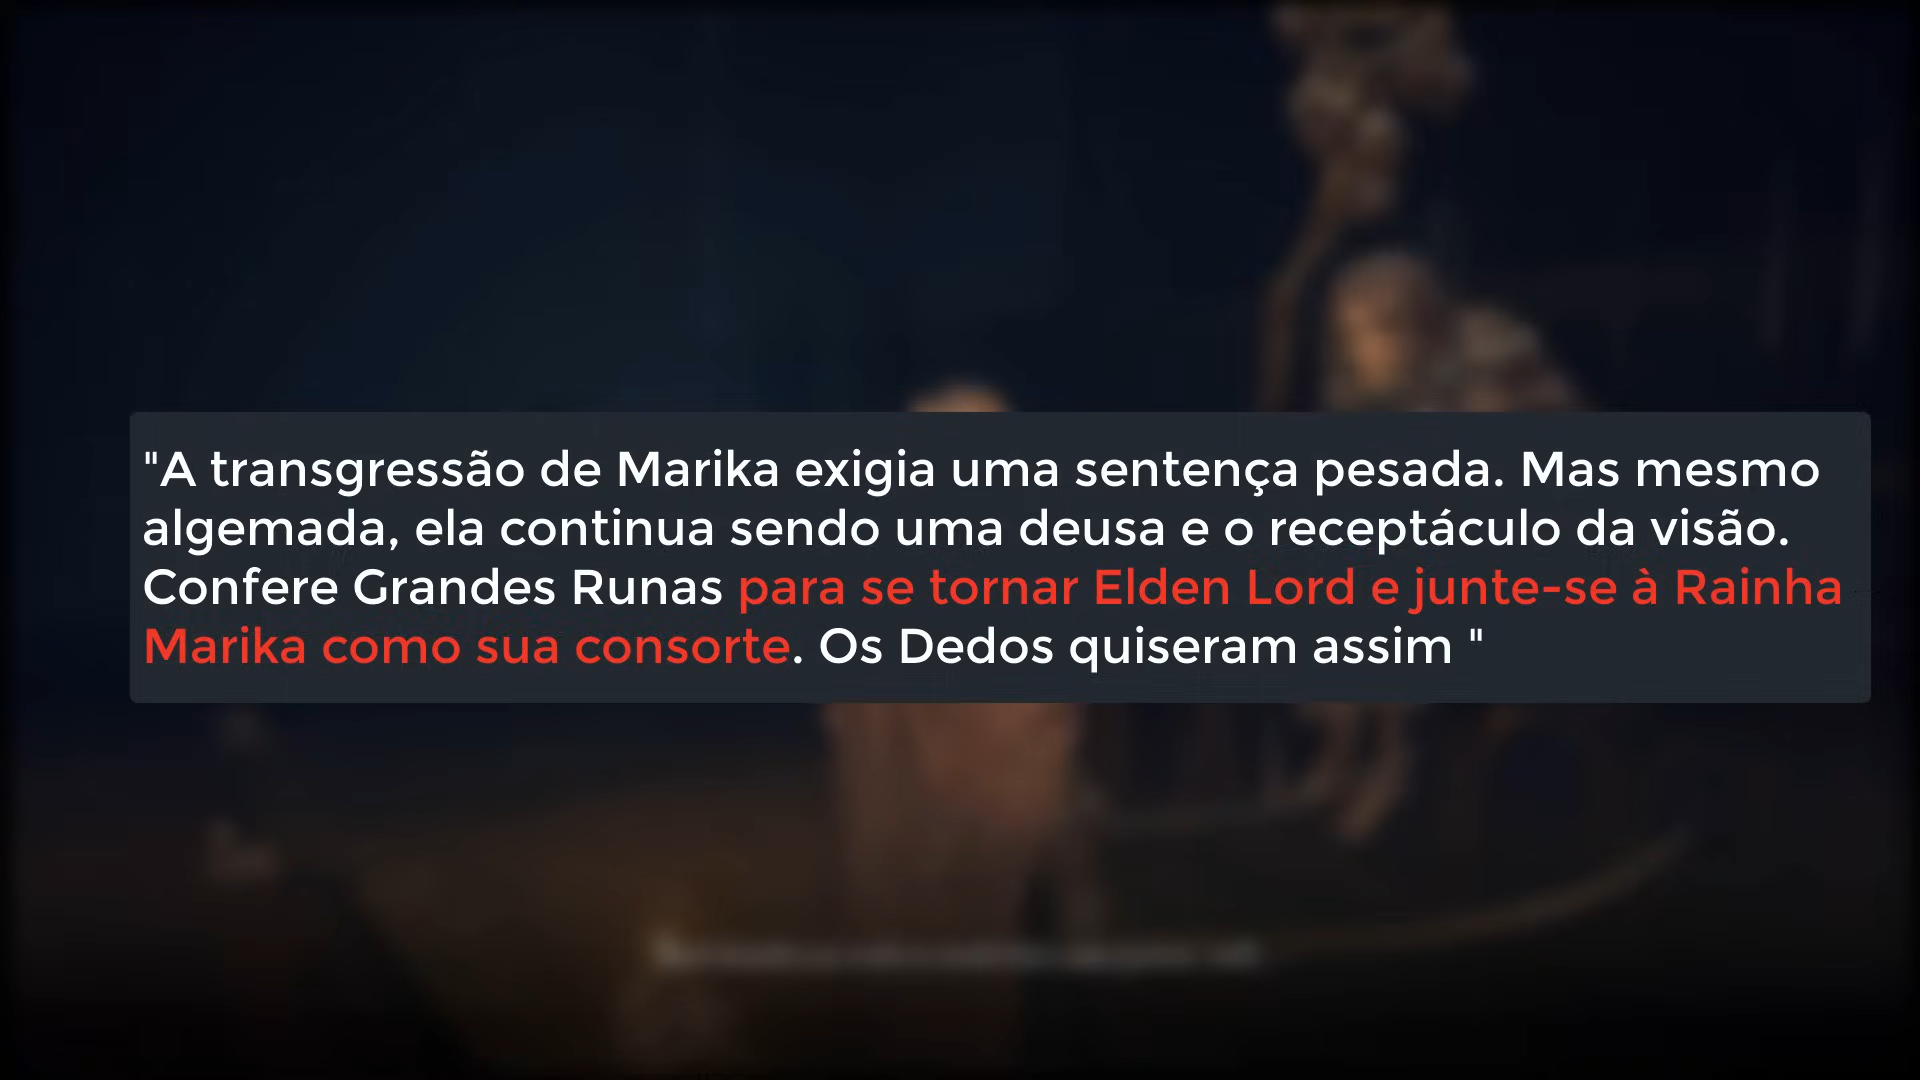 "A transgressão de Marika exigia uma sentença pesada. Mas mesmo
algemada, ela continua sendo uma deusa e o receptáculo da visão.
Confere Grandes Runas para se tornar Elden Lord e junte-se à Rainha
Marika como sua consorte. Os Dedos quiseram assim "